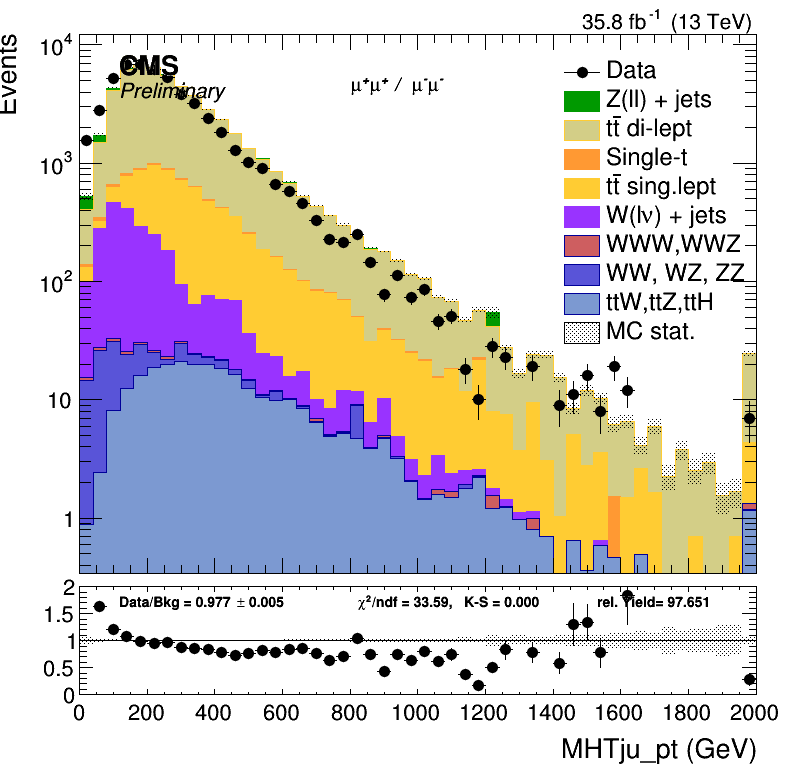 35.8 fb⁻¹ (13 TeV)
Events
10⁴
10³
10²
10
1
CMS
Preliminary
μ⁺μ⁺ / μ⁻μ⁻
Data
Z(ll) + jets
tt̄ di-lept
Single-t
tt̄ sing.lept
W(lν) + jets
WWW,WWZ
WW, WZ, ZZ
ttW,ttZ,ttH
MC stat.
2
1.5
1
0.5
0
Data/Bkg = 0.977 ± 0.005
χ²/ndf = 33.59, K-S = 0.000
rel. Yield= 97.651
0 200 400 600 800 1000 1200 1400 1600 1800 2000
MHTju_pt (GeV)